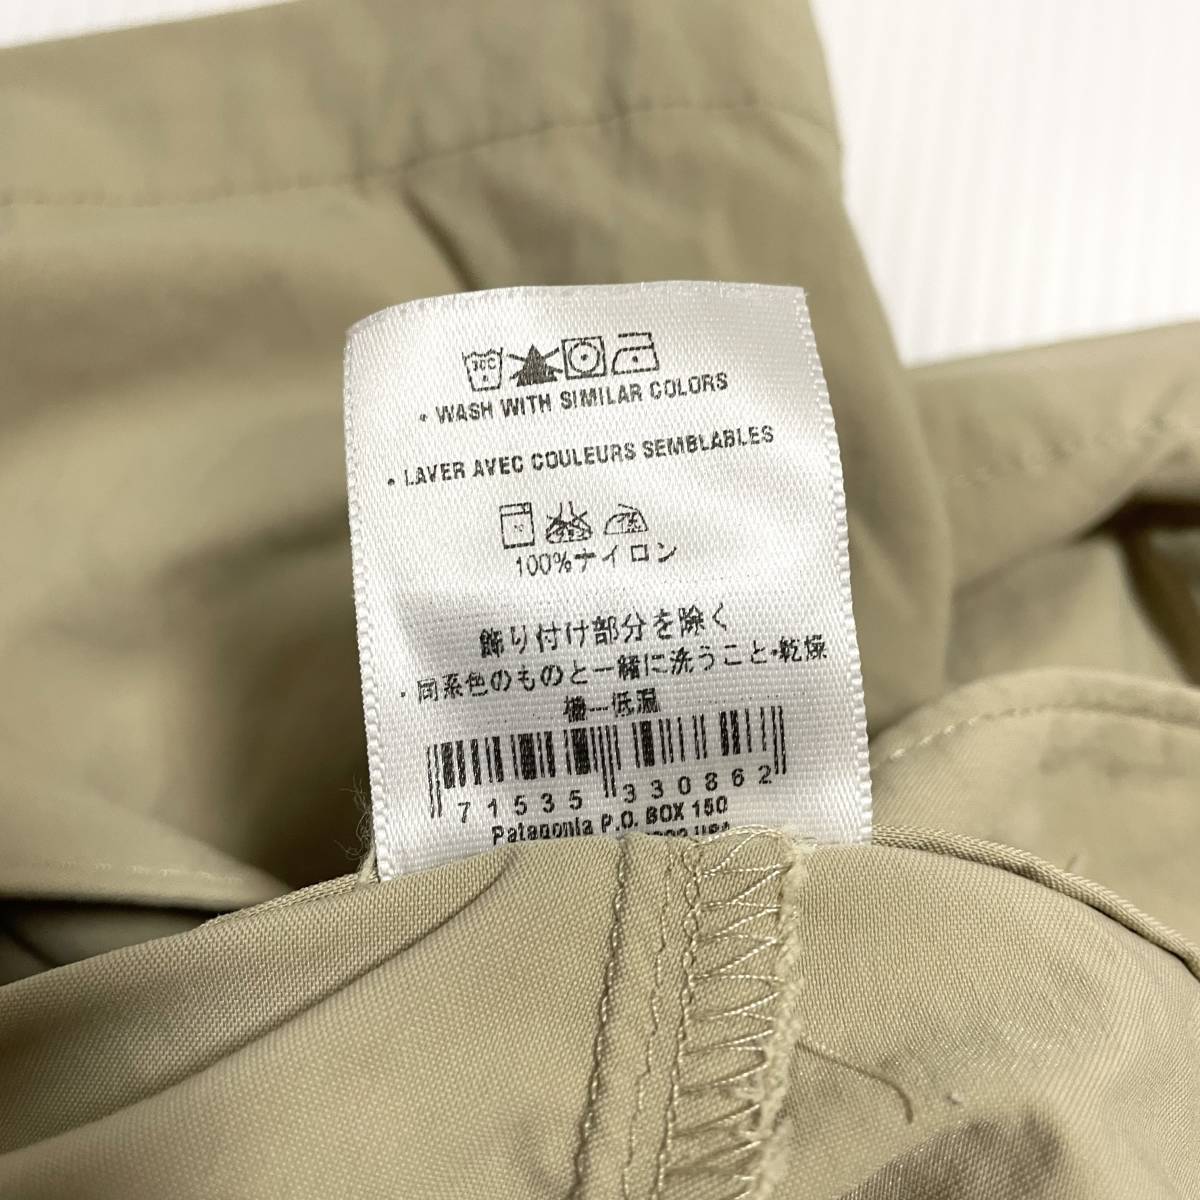 30C
• WASH WITH SIMILAR COLORS
• LAVER AVEC COULEURS SEMBLABLES
100%ナイロン
飾り付け部分を除く
・同系色のものと一緒に洗うこと・乾燥
機―低温
71535 330862
Patagonia P.O. BOX 150
USA